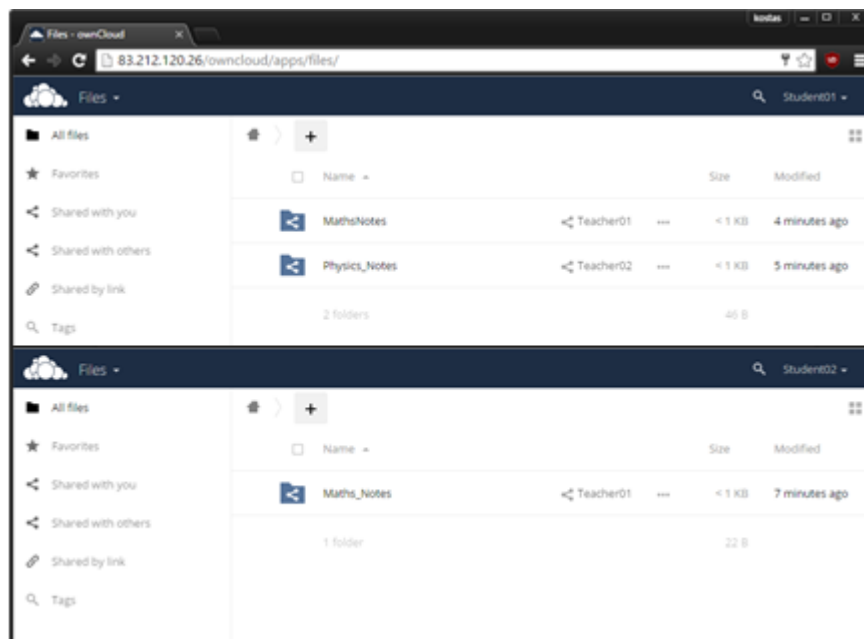 kostas
Files - ownCloud x
83.212.120.26/owncloud/apps/files/
Files Student01
All files +
Favorites Name Size Modified
Shared with you MathsNotes Teacher01 ... < 1 KB 4 minutes ago
Shared with others Physics_Notes Teacher02 ... < 1 KB 5 minutes ago
Shared by link 2 folders 46 B
Tags
Files Student02
All files +
Favorites Name Size Modified
Shared with you Maths_Notes Teacher01 ... < 1 KB 7 minutes ago
Shared with others 1 folder 22 B
Shared by link
Tags